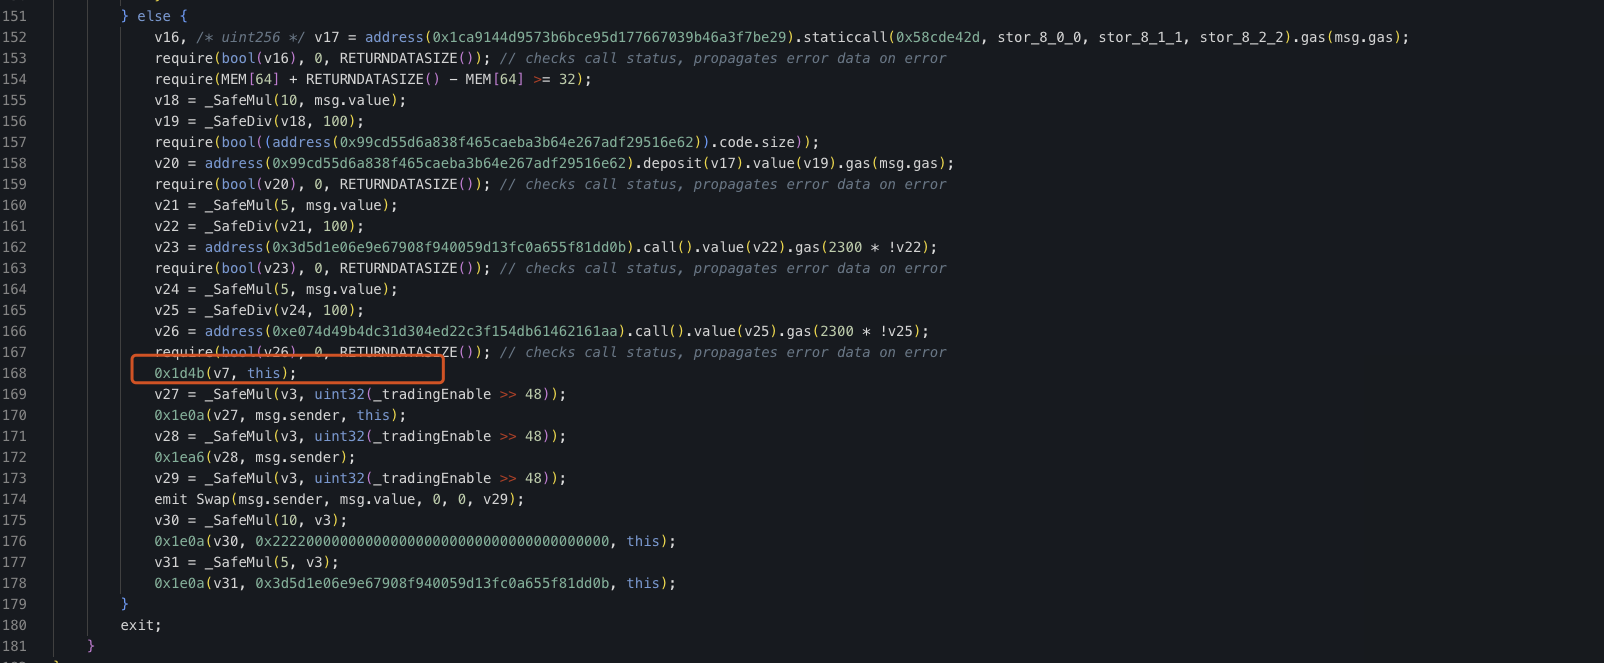 151 } else {
152 v16, /* uint256 */ v17 = address(0x1ca9144d9573b6bce95d177667039b46a3f7be29).staticcall(0x58cde42d, stor_8_0_0, stor_8_1_1, stor_8_2_2).gas(msg.gas);
153 require(bool(v16), 0, RETURNDATASIZE()); // checks call status, propagates error data on error
154 require(MEM[64] + RETURNDATASIZE() − MEM[64] >= 32);
155 v18 = _SafeMul(10, msg.value);
156 v19 = _SafeDiv(v18, 100);
157 require(bool((address(0x99cd55d6a838f465caeba3b64e267adf29516e62)).code.size));
158 v20 = address(0x99cd55d6a838f465caeba3b64e267adf29516e62).deposit(v17).value(v19).gas(msg.gas);
159 require(bool(v20), 0, RETURNDATASIZE()); // checks call status, propagates error data on error
160 v21 = _SafeMul(5, msg.value);
161 v22 = _SafeDiv(v21, 100);
162 v23 = address(0x3d5d1e06e9e67908f940059d13fc0a655f81dd0b).call().value(v22).gas(2300 * !v22);
163 require(bool(v23), 0, RETURNDATASIZE()); // checks call status, propagates error data on error
164 v24 = _SafeMul(5, msg.value);
165 v25 = _SafeDiv(v24, 100);
166 v26 = address(0xe074d49b4dc31d304ed22c3f154db61462161aa).call().value(v25).gas(2300 * !v25);
167 require(bool(v26), 0, RETURNDATASIZE()); // checks call status, propagates error data on error
168 0x1d4b(v7, this);
169 v27 = _SafeMul(v3, uint32(_tradingEnable >> 48));
170 0x1e0a(v27, msg.sender, this);
171 v28 = _SafeMul(v3, uint32(_tradingEnable >> 48));
172 0x1ea6(v28, msg.sender);
173 v29 = _SafeMul(v3, uint32(_tradingEnable >> 48));
174 emit Swap(msg.sender, msg.value, 0, 0, v29);
175 v30 = _SafeMul(10, v3);
176 0x1e0a(v30, 0x2222000000000000000000000000000000000000, this);
177 v31 = _SafeMul(5, v3);
178 0x1e0a(v31, 0x3d5d1e06e9e67908f940059d13fc0a655f81dd0b, this);
179 }
180 exit;
181 }